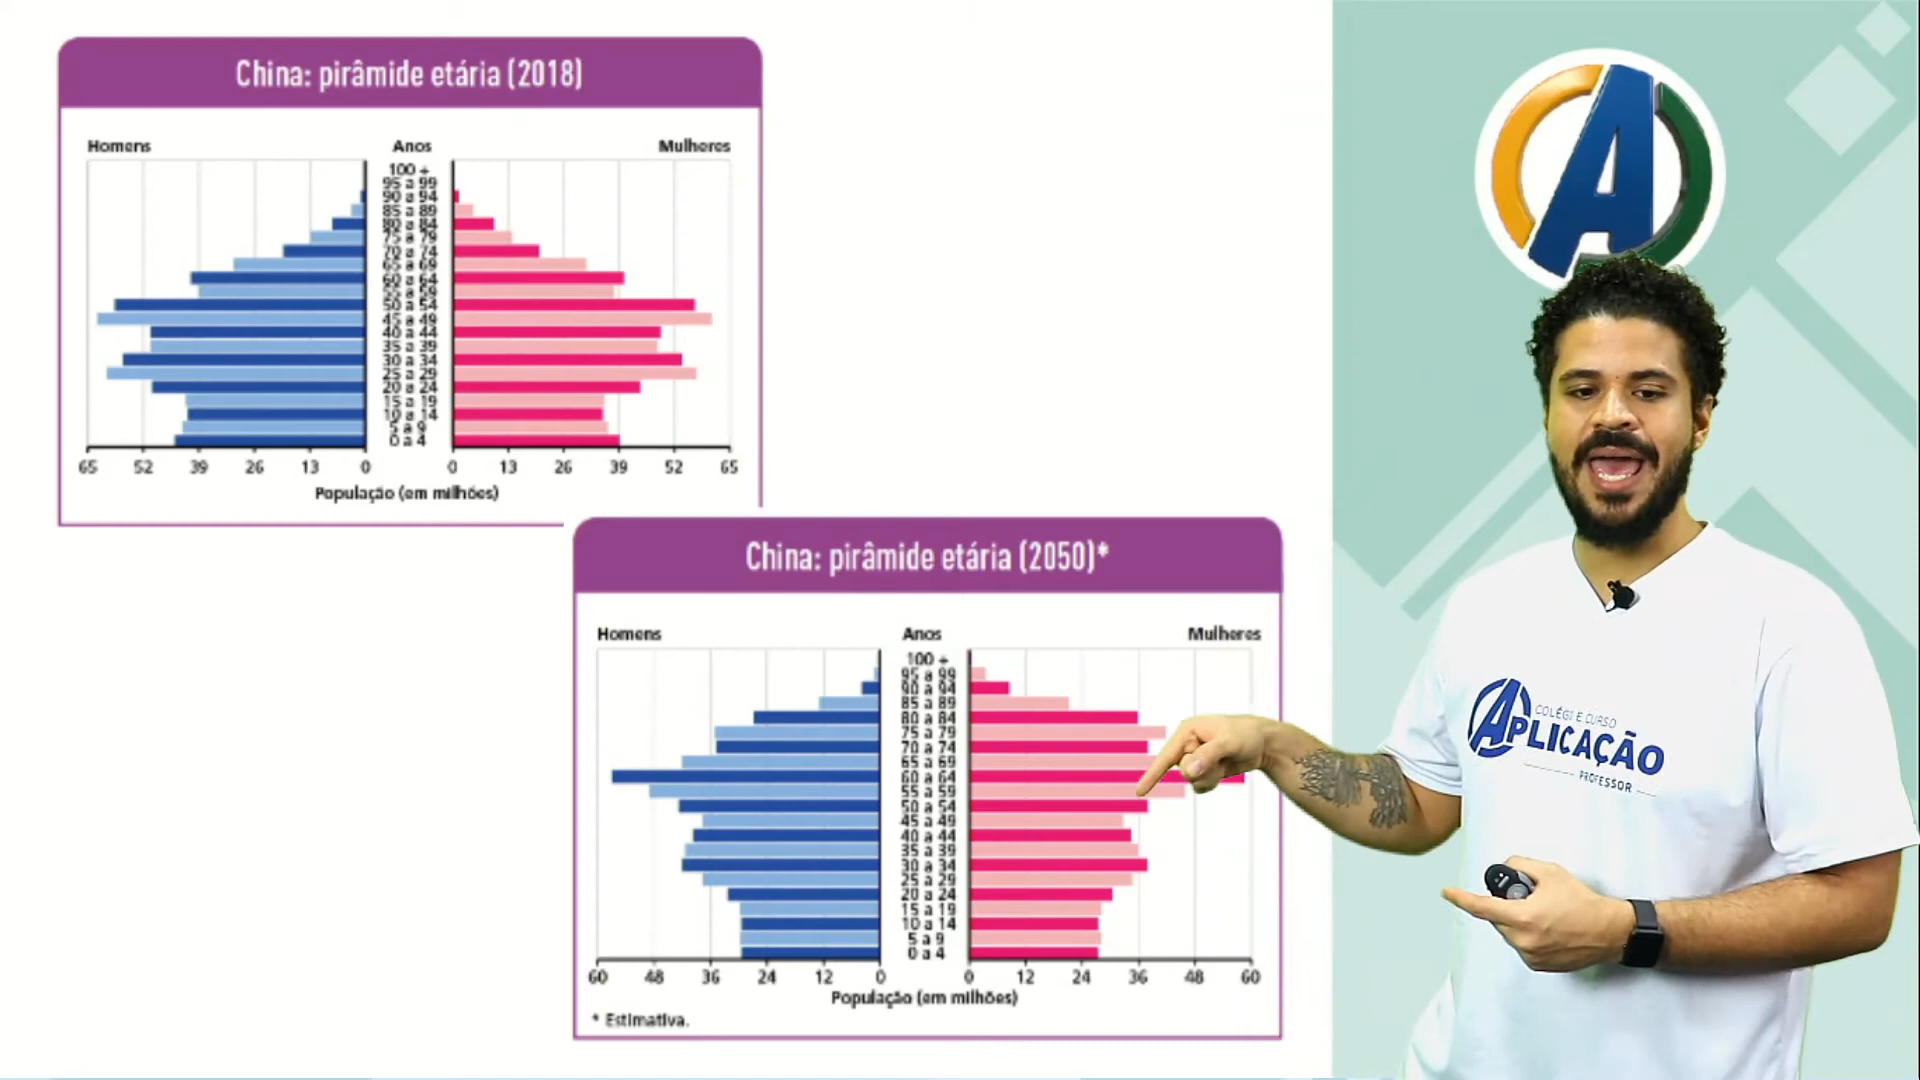 China: pirâmide etária (2018)
Homens Anos Mulheres
100 +
95 a 99
90 a 94
85 a 89
80 a 84
75 a 79
70 a 74
65 a 69
60 a 64
55 a 59
50 a 54
45 a 49
40 a 44
35 a 39
30 a 34
25 a 29
20 a 24
15 a 19
10 a 14
5 a 9
0 a 4
65 52 39 26 13 0 0 13 26 39 52 65
População (em milhões)
China: pirâmide etária (2050)*
Homens Anos Mulheres
100 +
95 a 99
90 a 94
85 a 89
80 a 84
75 a 79
70 a 74
65 a 69
60 a 64
55 a 59
50 a 54
45 a 49
40 a 44
35 a 39
30 a 34
25 a 29
20 a 24
15 a 19
10 a 14
5 a 9
0 a 4
60 48 36 24 12 0 0 12 24 36 48 60
População (em milhões)
* Estimativa.
A
COLÉGIO E CURSO
APLICAÇÃO
PROFESSOR